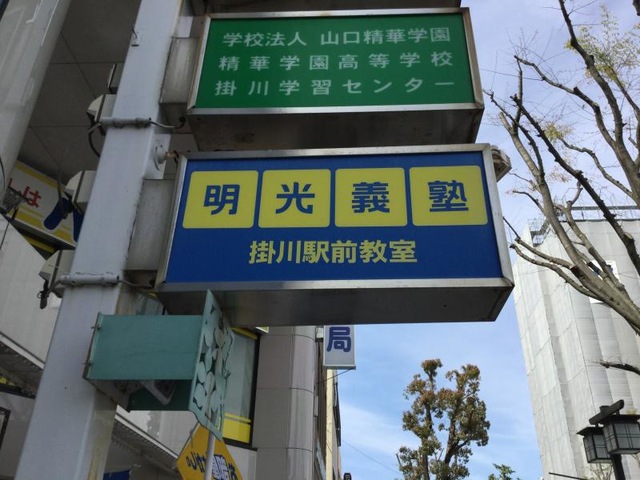 学校法人 山口精華学園
精華学園高等学校
掛川学習センター
明光義塾
掛川駅前教室
局